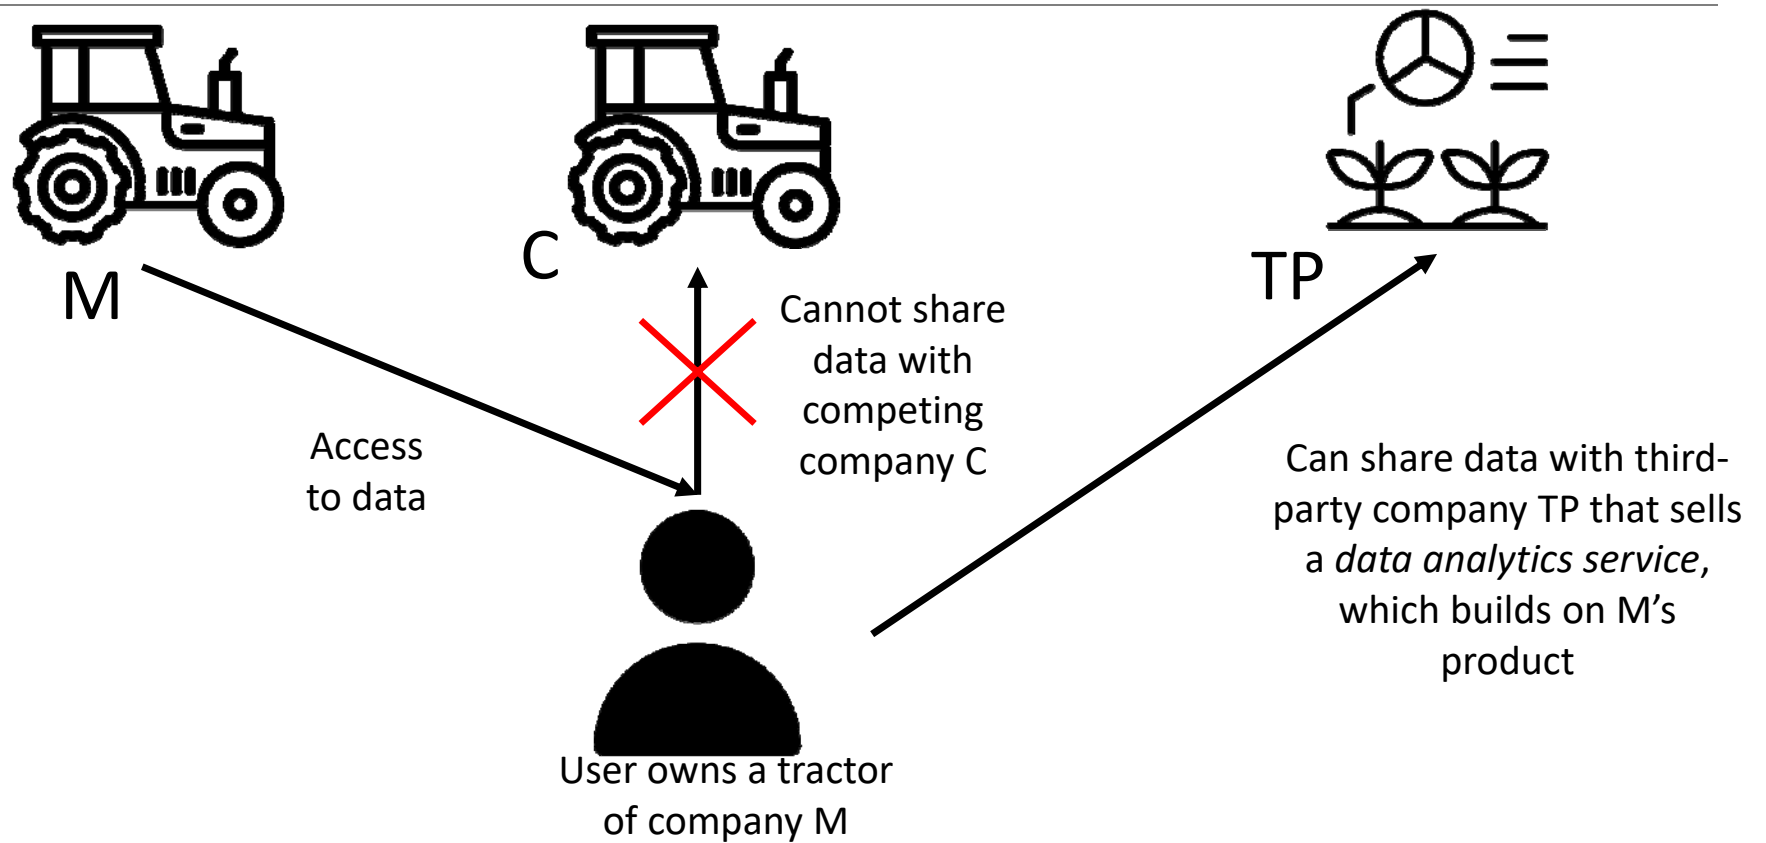 M
C
TP
Cannot share
data with
competing
company C
Access
to data
Can share data with third-
party company TP that sells
a data analytics service,
which builds on M’s
product
User owns a tractor
of company M